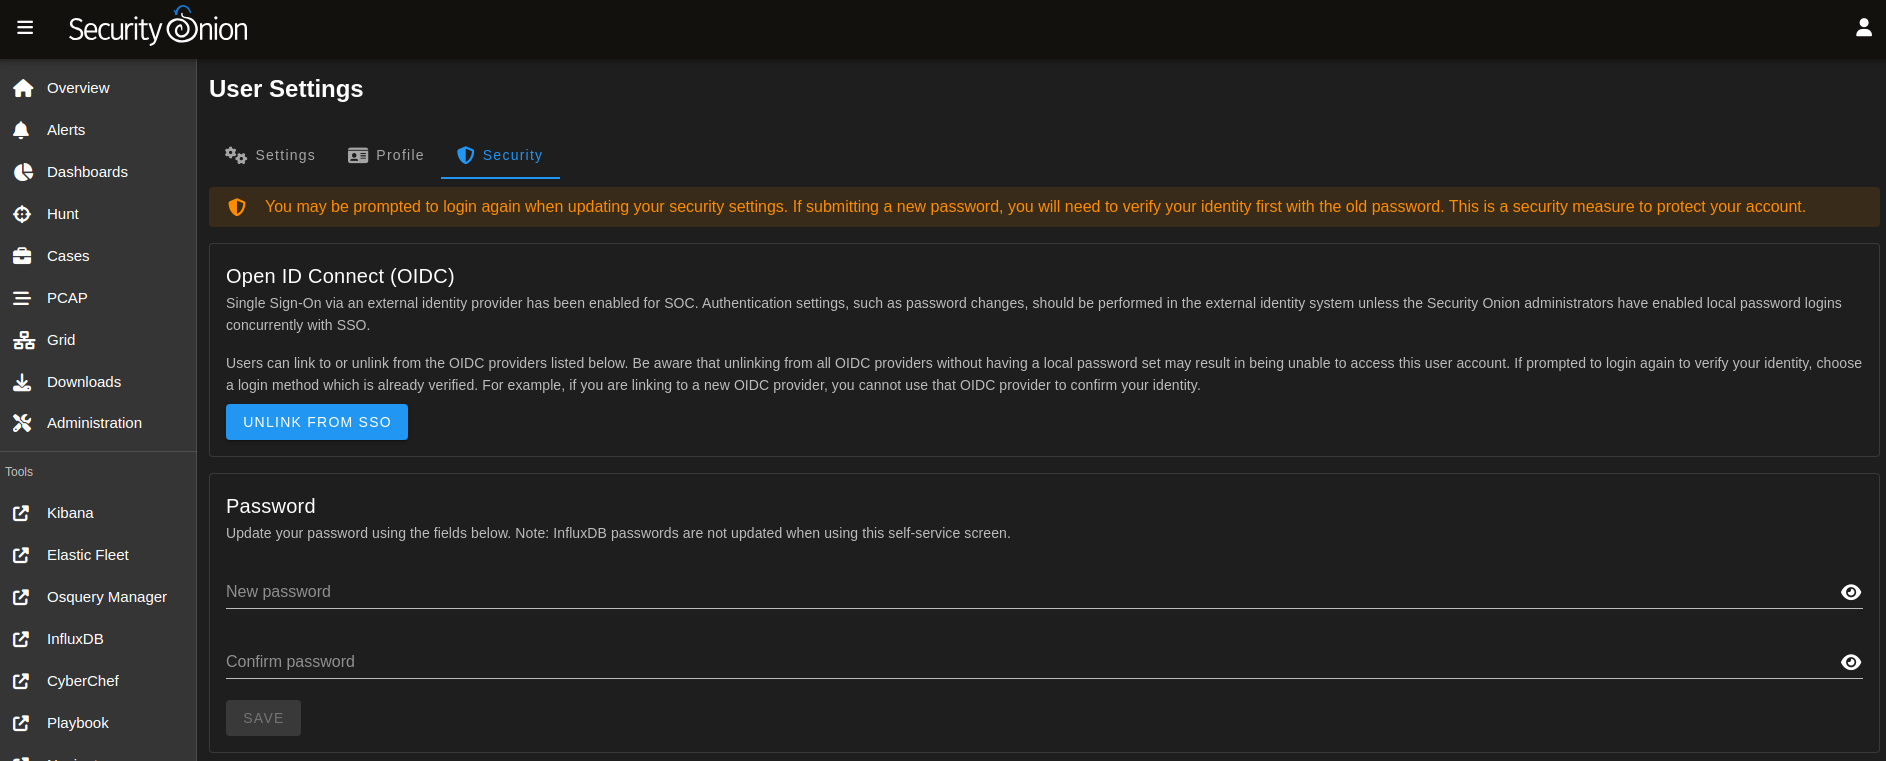 Security Onion
Overview
Alerts
Dashboards
Hunt
Cases
PCAP
Grid
Downloads
Administration
Tools
Kibana
Elastic Fleet
Osquery Manager
InfluxDB
CyberChef
Playbook
User Settings
Settings
Profile
Security
You may be prompted to login again when updating your security settings. If submitting a new password, you will need to verify your identity first with the old password. This is a security measure to protect your account.
Open ID Connect (OIDC)
Single Sign-On via an external identity provider has been enabled for SOC. Authentication settings, such as password changes, should be performed in the external identity system unless the Security Onion administrators have enabled local password logins
concurrently with SSO.
Users can link to or unlink from the OIDC providers listed below. Be aware that unlinking from all OIDC providers without having a local password set may result in being unable to access this user account. If prompted to login again to verify your identity, choose
a login method which is already verified. For example, if you are linking to a new OIDC provider, you cannot use that OIDC provider to confirm your identity.
UNLINK FROM SSO
Password
Update your password using the fields below. Note: InfluxDB passwords are not updated when using this self-service screen.
New password
Confirm password
SAVE